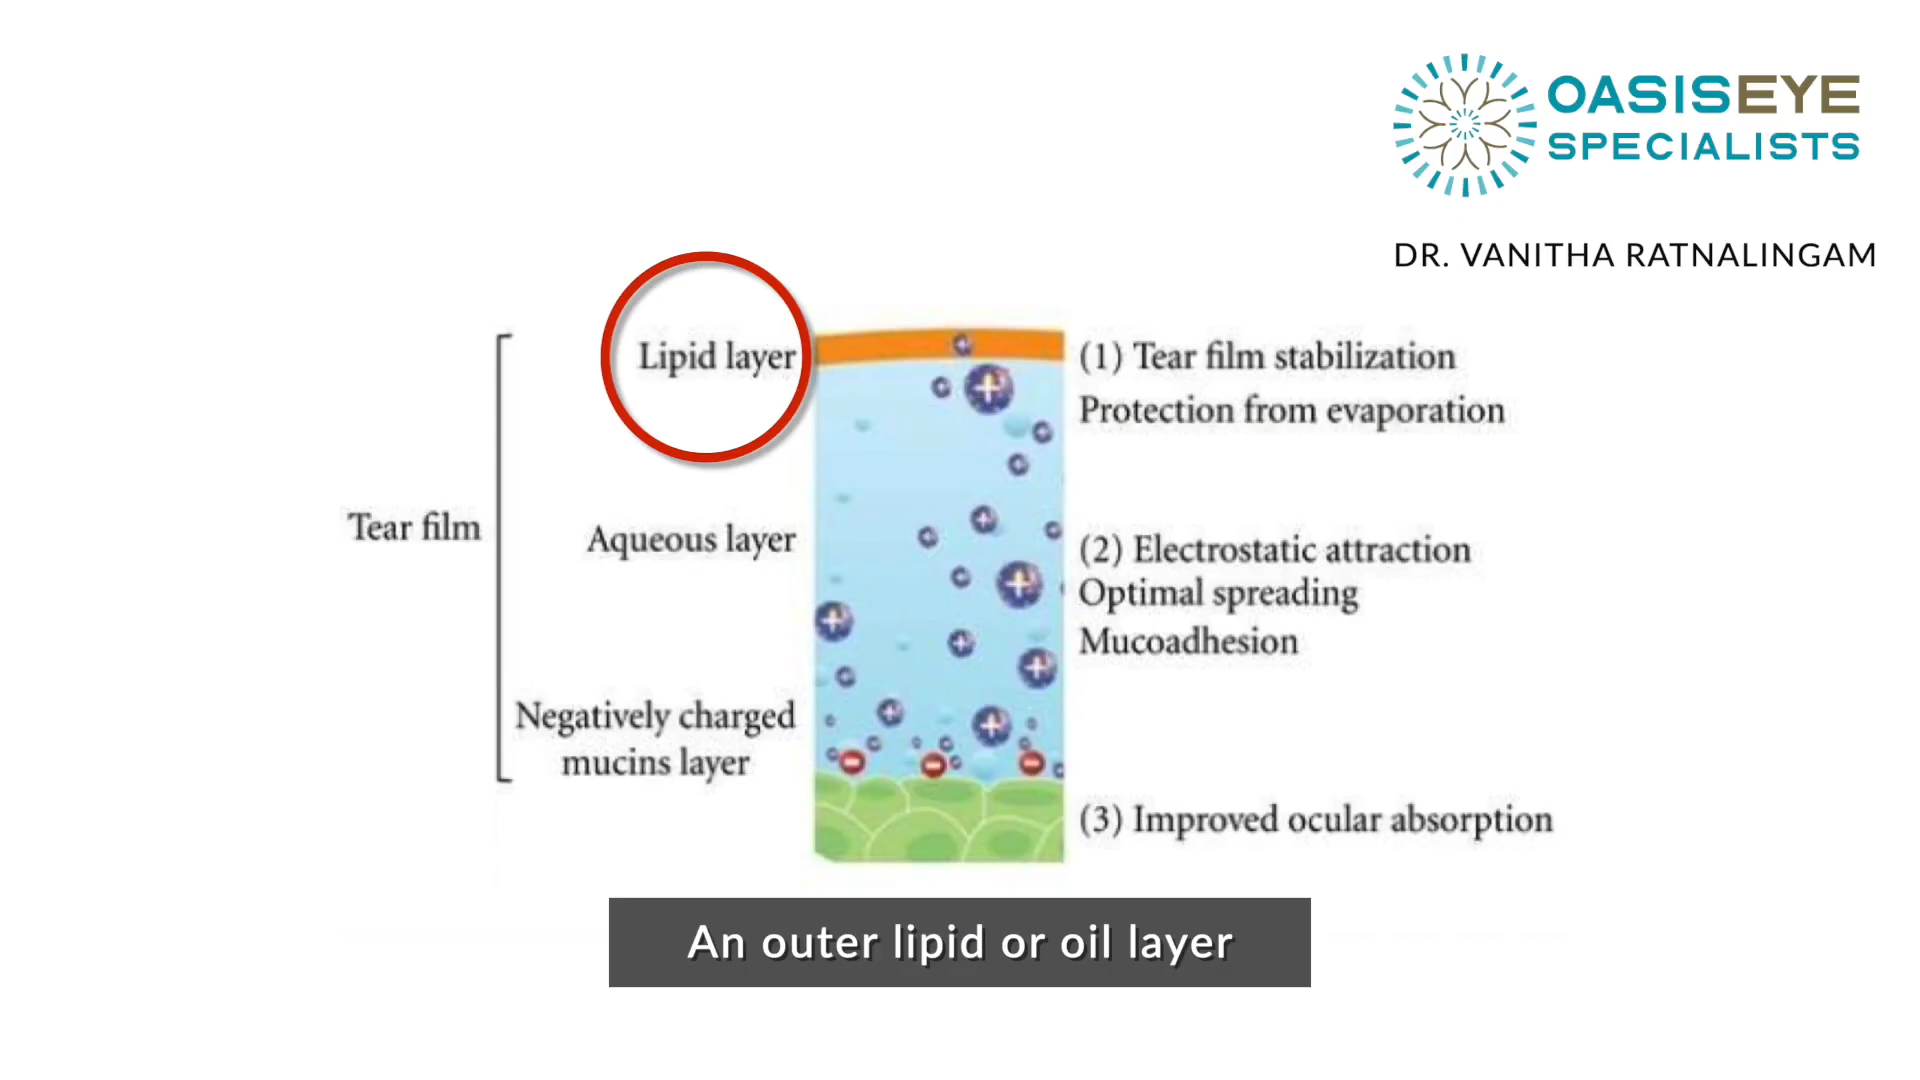 OASISEYE
SPECIALISTS
DR. VANITHA RATNALINGAM
Lipid layer
(1) Tear film stabilization
Protection from evaporation
Tear film
Aqueous layer
(2) Electrostatic attraction
Optimal spreading
Mucoadhesion
Negatively charged
mucins layer
(3) Improved ocular absorption
An outer lipid or oil layer